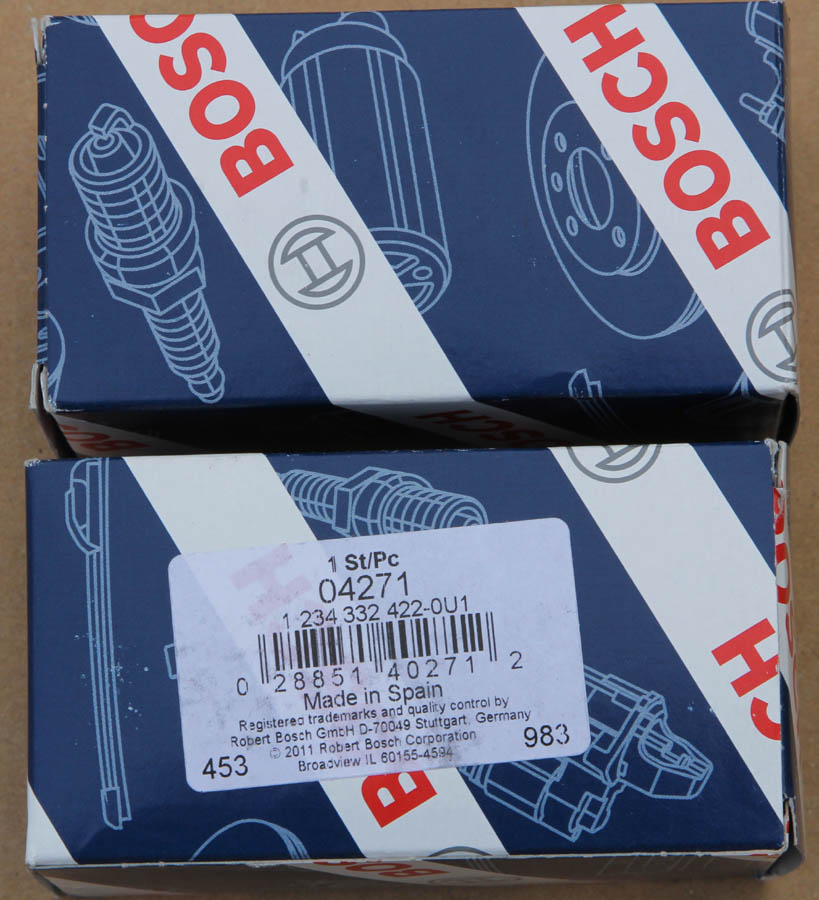 BOSCH
BOSCH
BOSCH
1 St/Pc
04271
1 234 332 422-0U1
0 28851 40271 2
Made in Spain
Registered trademarks and quality control by
Robert Bosch GmbH D-70049 Stuttgart, Germany
© 2011 Robert Bosch Corporation
Broadview IL 60155-4594
453
983